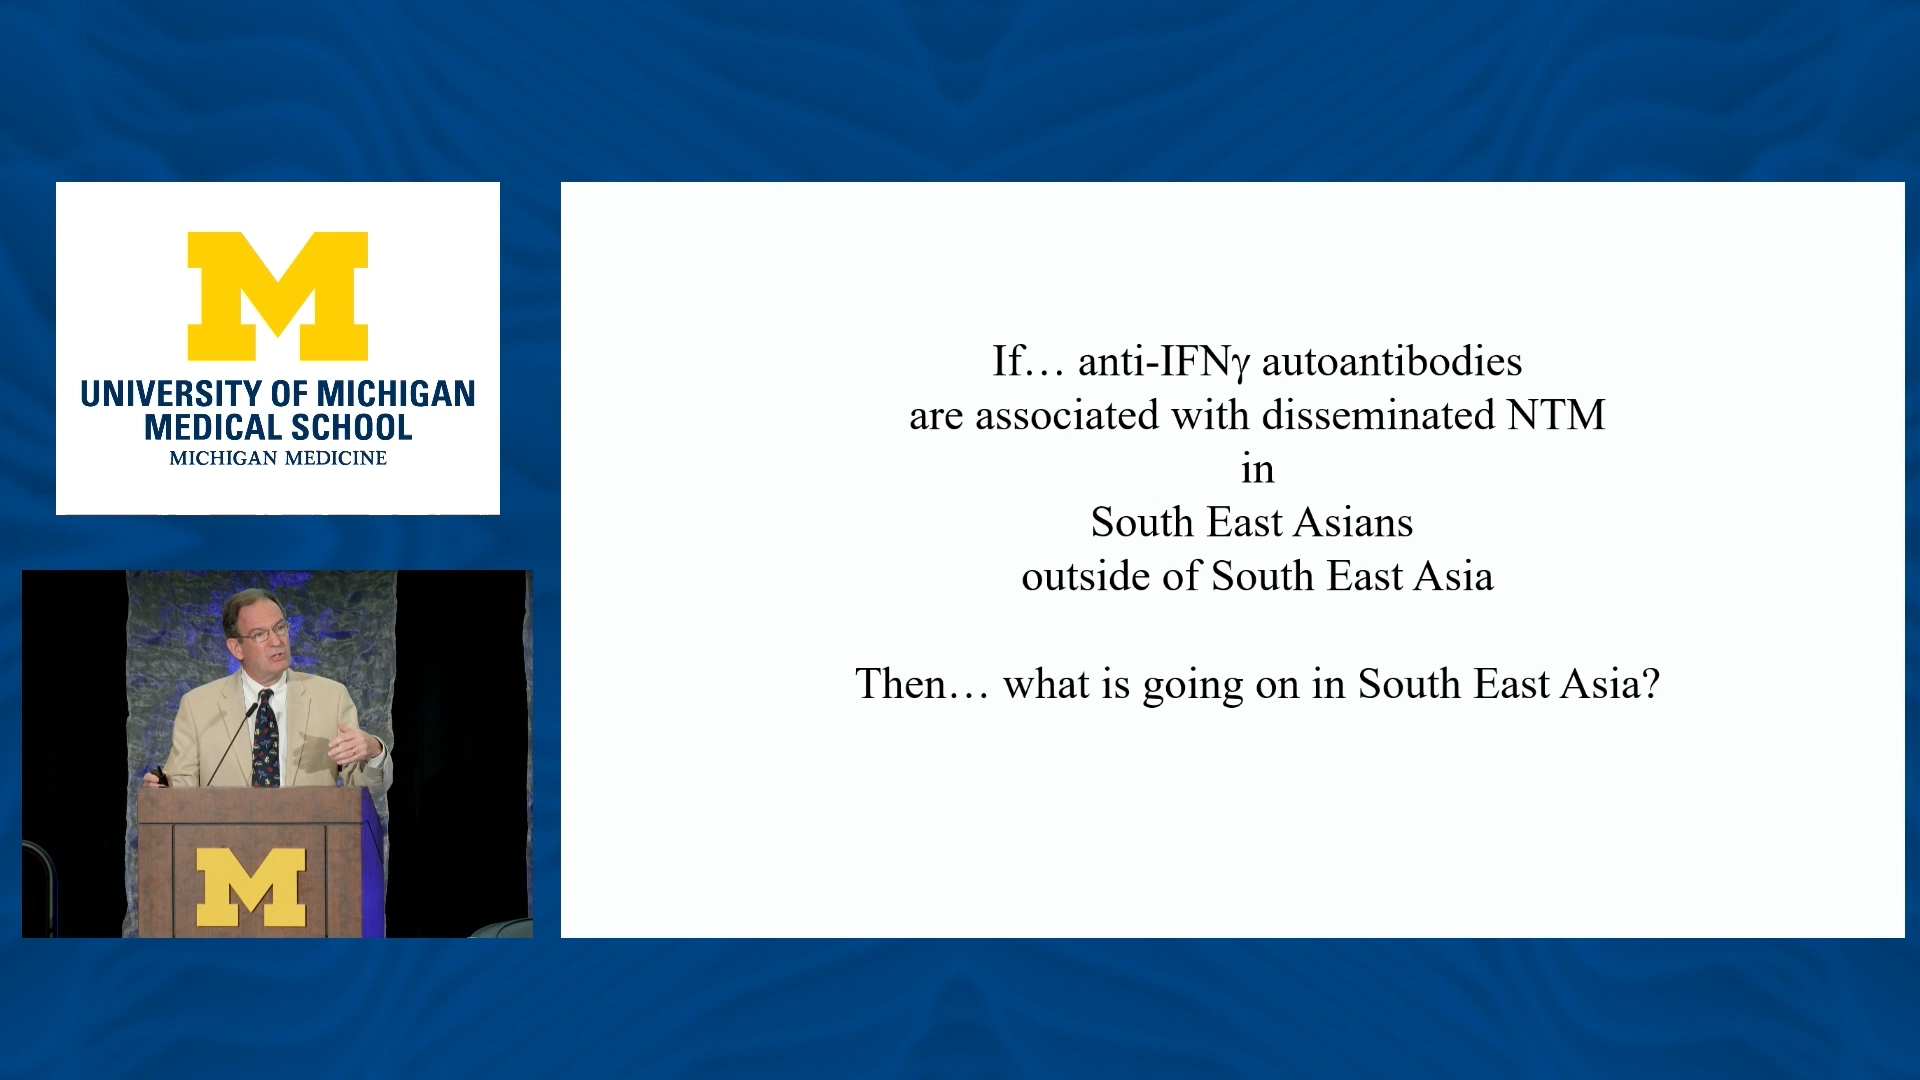 M
UNIVERSITY OF MICHIGAN
MEDICAL SCHOOL
MICHIGAN MEDICINE
If… anti-IFNγ autoantibodies
are associated with disseminated NTM
in
South East Asians
outside of South East Asia
Then… what is going on in South East Asia?
M